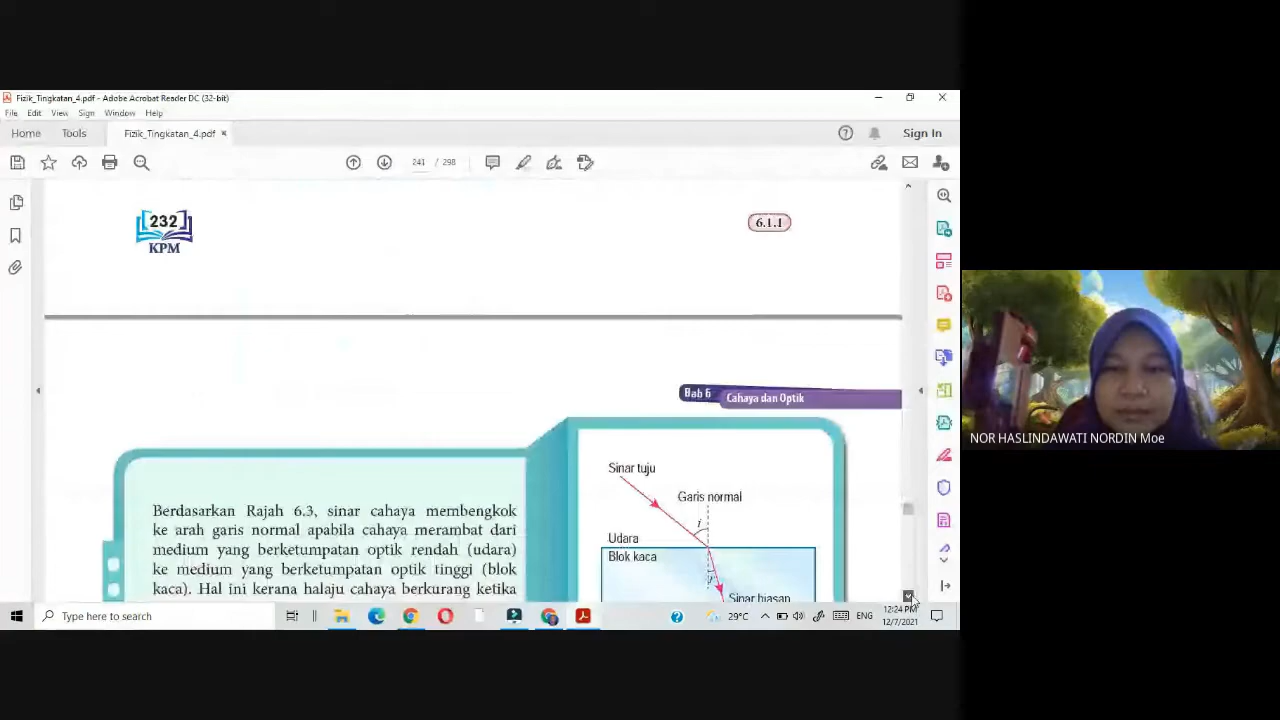 Fizik_Tingkatan_4.pdf - Adobe Acrobat Reader DC (32-bit)
File Edit View Sign Window Help
Home Tools Fizik_Tingkatan_4.pdf × Sign In
241 / 298
232
KPM
6.1.1
Bab 6 Cahaya dan Optik
Berdasarkan Rajah 6.3, sinar cahaya membengkok
ke arah garis normal apabila cahaya merambat dari
medium yang berketumpatan optik rendah (udara)
ke medium yang berketumpatan optik tinggi (blok
kaca). Hal ini kerana halaju cahaya berkurang ketika
Sinar tuju
Garis normal
i
Udara
Blok kaca
r
Sinar biasan
NOR HASLINDAWATI NORDIN Moe
Type here to search
29°C
ENG
12:24 PM
12/7/2021